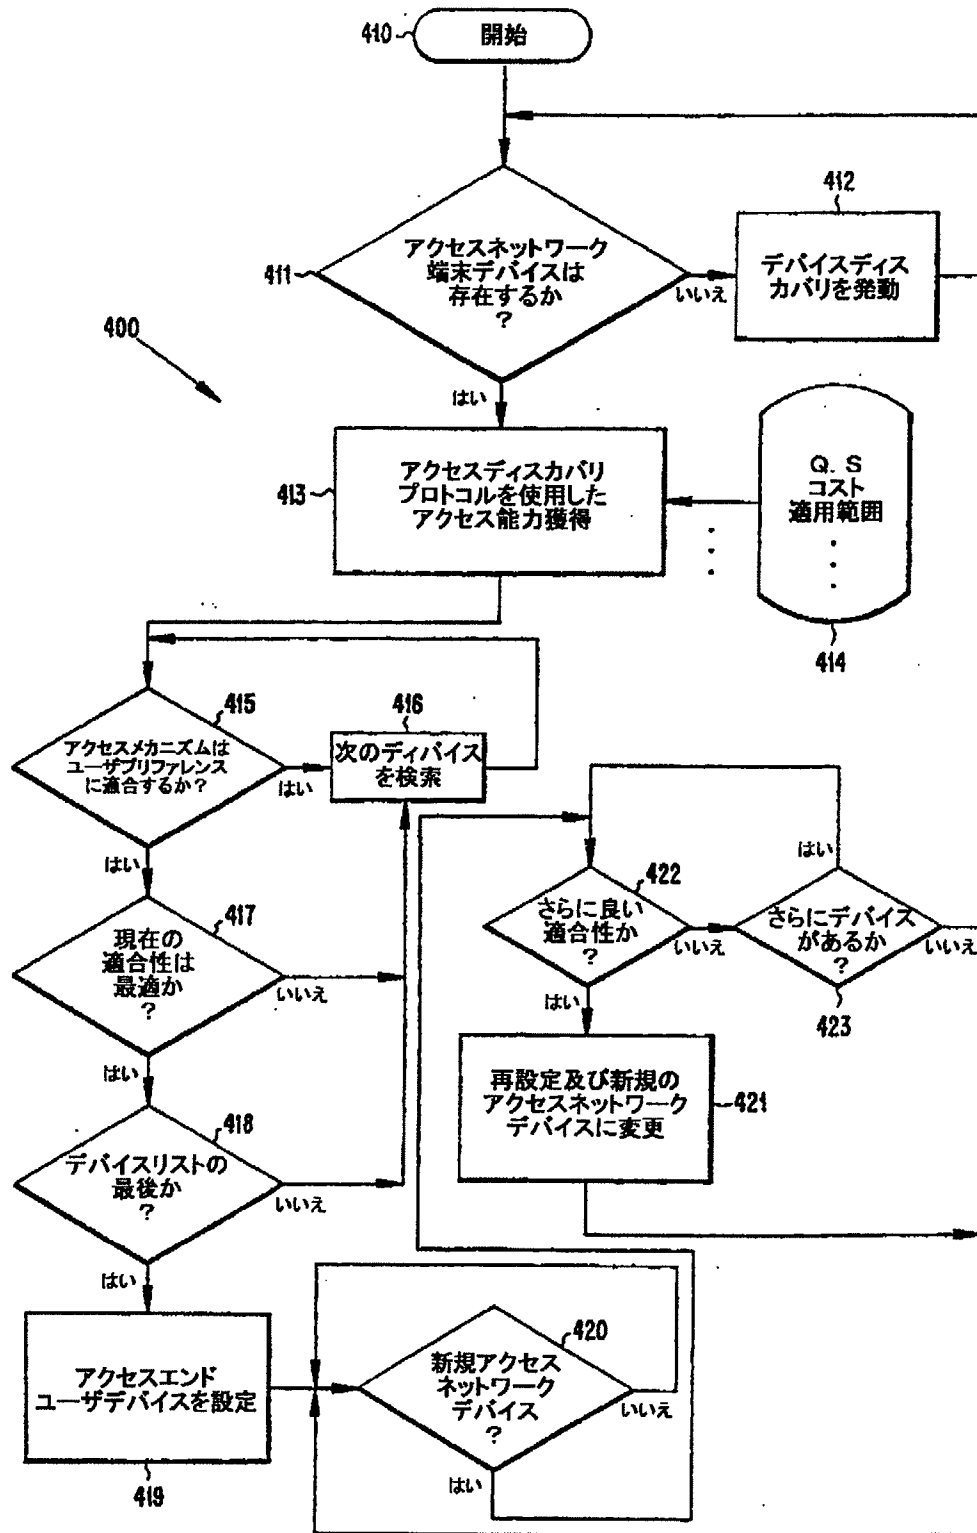 410
開始
411
アクセスネットワーク
端末デバイスは
存在するか
?
いいえ
はい
412
デバイスディス
カバリを発動
400
413
アクセスディスカバリ
プロトコルを使用した
アクセス能力獲得
Q. S
コスト
適用範囲
414
415
アクセスメカニズムは
ユーザプリファレンス
に適合するか?
はい
はい
416
次のディバイス
を検索
417
現在の
適合性は
最適か
?
いいえ
はい
418
デバイスリストの
最後か
?
いいえ
はい
アクセスエンド
ユーザデバイスを設定
419
420
新規アクセス
ネットワーク
デバイス
?
いいえ
はい
422
さらに良い
適合性か
?
いいえ
はい
はい
さらにデバイス
があるか
?
いいえ
423
再設定及び新規の
アクセスネットワーク
デバイスに変更
421